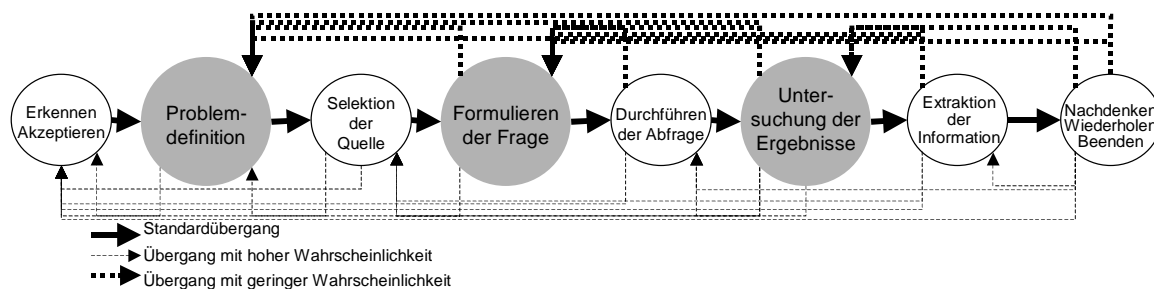 Erkennen
Akzeptieren
Problem-
definition
Selektion
der
Quelle
Formulieren
der Frage
Durchführen
der Abfrage
Unter-
suchung der
Ergebnisse
Extraktion
der
Information
Nachdenken
Wiederholen
Beenden
Standardübergang
Übergang mit hoher Wahrscheinlichkeit
Übergang mit geringer Wahrscheinlichkeit